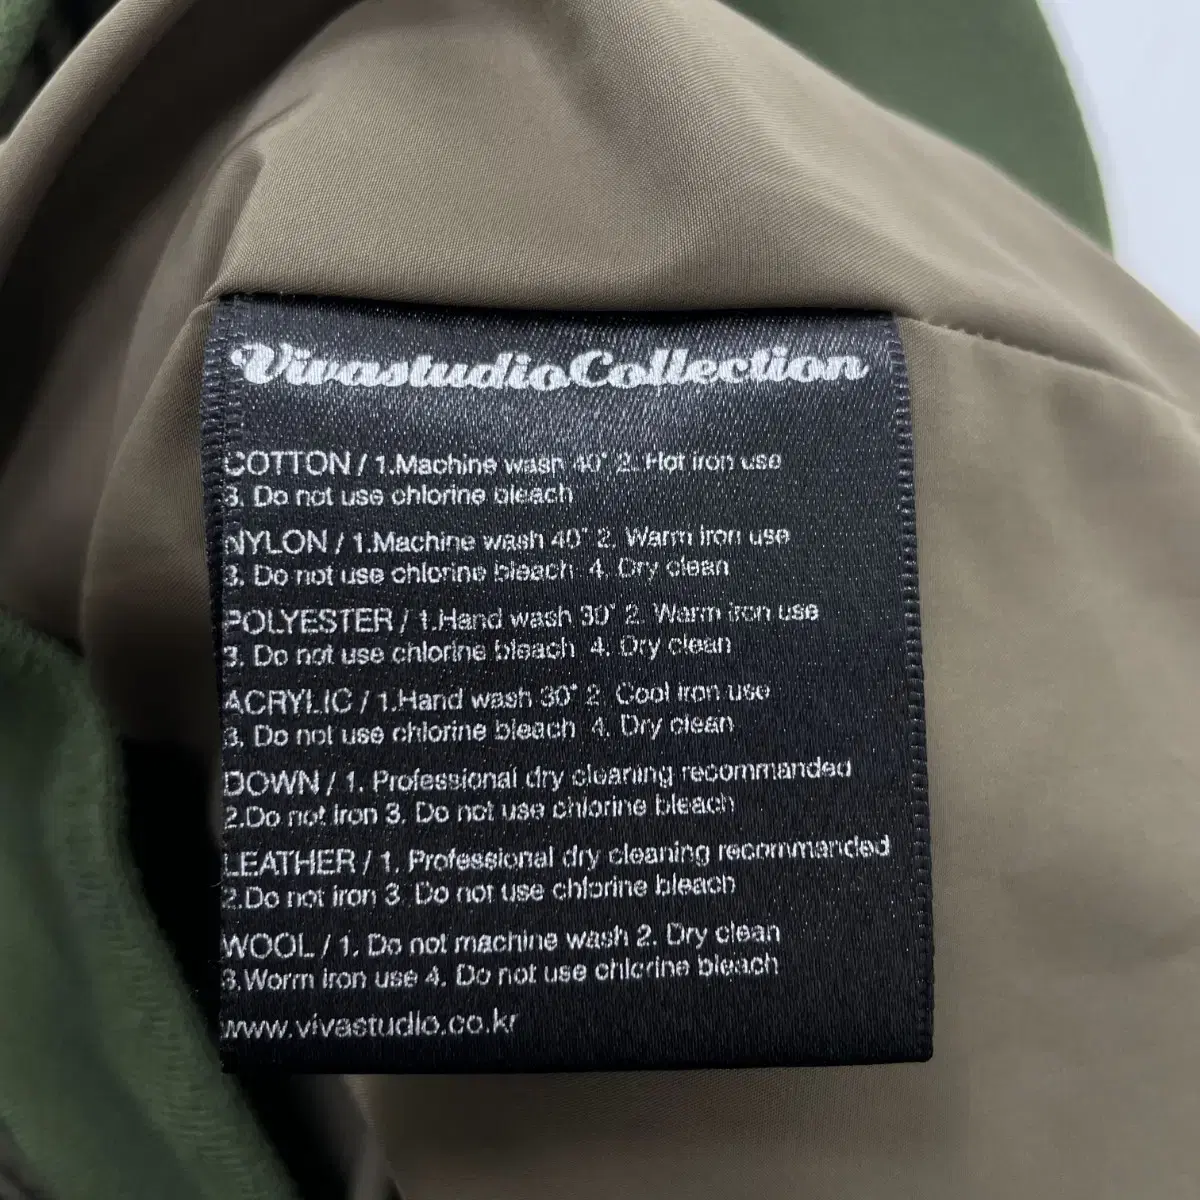 VivastudioCollection
COTTON / 1.Machine wash 40° 2. Hot iron use
3. Do not use chlorine bleach
NYLON / 1.Machine wash 40° 2. Warm iron use
3. Do not use chlorine bleach 4. Dry clean
POLYESTER / 1.Hand wash 30° 2. Warm iron use
3. Do not use chlorine bleach 4. Dry clean
ACRYLIC / 1.Hand wash 30° 2. Cool iron use
3. Do not use chlorine bleach 4. Dry clean
DOWN / 1. Professional dry cleaning recommanded
2.Do not iron 3. Do not use chlorine bleach
LEATHER / 1. Professional dry cleaning recommanded
2.Do not iron 3. Do not use chlorine bleach
WOOL / 1. Do not machine wash 2. Dry clean
3.Worm iron use 4. Do not use chlorine bleach
www.vivastudio.co.kr